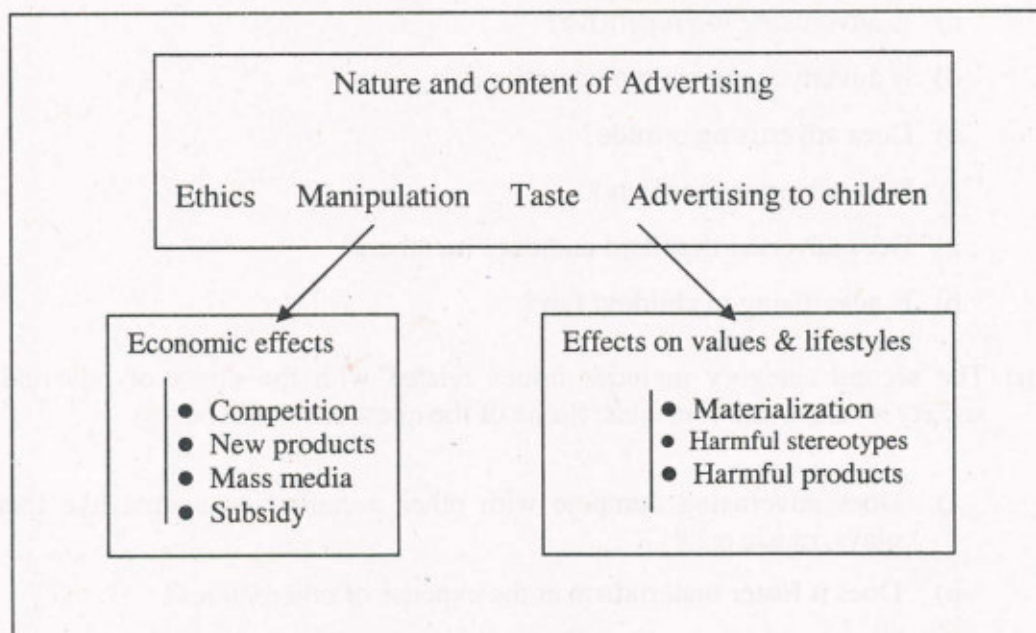 Nature and content of Advertising
Ethics Manipulation Taste Advertising to children
Economic effects
● Competition
● New products
● Mass media
● Subsidy
Effects on values & lifestyles
● Materialization
● Harmful stereotypes
● Harmful products